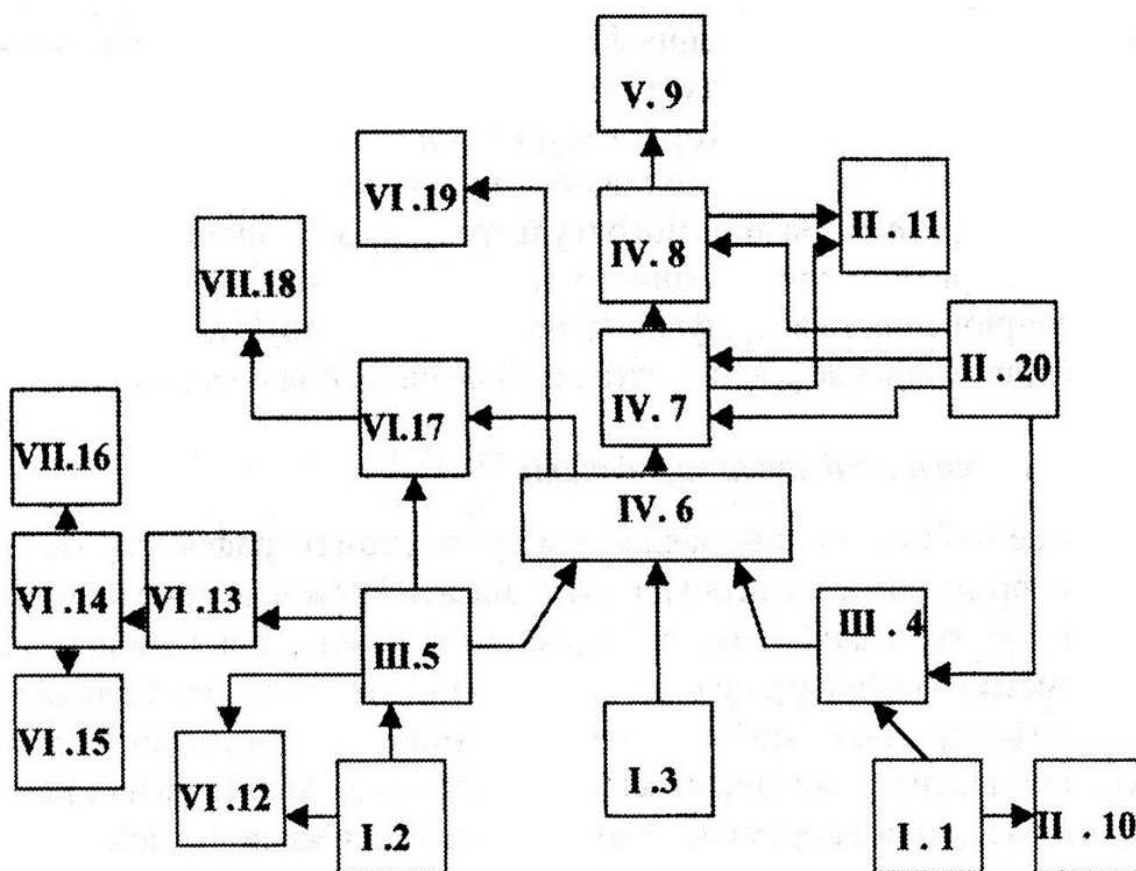 V. 9
VI .19
II . 11
IV. 8
VII.18
II . 20
IV. 7
VI.17
VII.16
IV. 6
VI .14
VI .13
III . 4
III.5
VI .15
I .3
VI .12
I .2
I . 1
II . 10